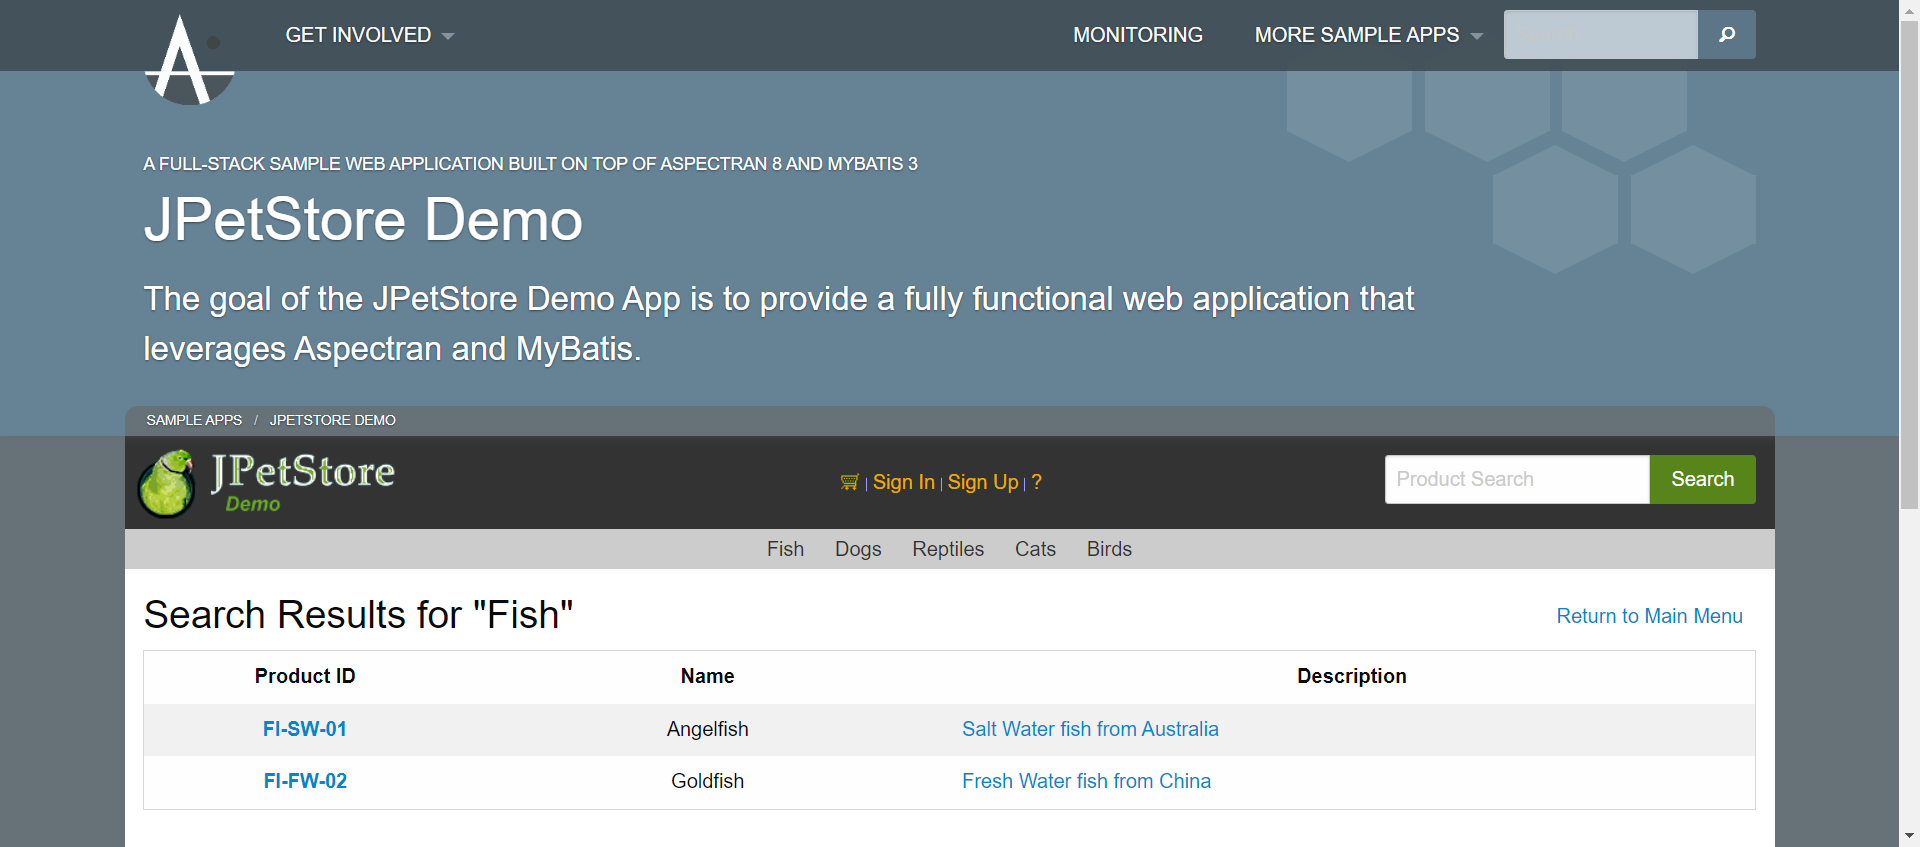 GET INVOLVED
MONITORING
MORE SAMPLE APPS
A FULL-STACK SAMPLE WEB APPLICATION BUILT ON TOP OF ASPECTRAN 8 AND MYBATIS 3
JPetStore Demo
The goal of the JPetStore Demo App is to provide a fully functional web application that
leverages Aspectran and MyBatis.
SAMPLE APPS / JPETSTORE DEMO
JPetStore
Demo
| Sign In | Sign Up | ?
Product Search
Search
Fish Dogs Reptiles Cats Birds
Search Results for "Fish"
Return to Main Menu
Product ID Name Description
FI-SW-01 Angelfish Salt Water fish from Australia
FI-FW-02 Goldfish Fresh Water fish from China